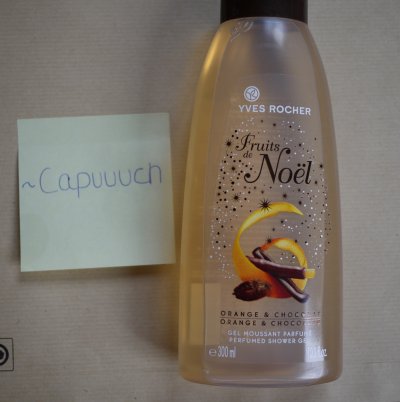 ~Capuuuch
YVES ROCHER
Fruits
de
Noël
ORANGE & CHOCOLAT
ORANGE & CHOCOLATE
GEL MOUSSANT PARFUMÉ
PERFUMED SHOWER GEL
e 300 ml